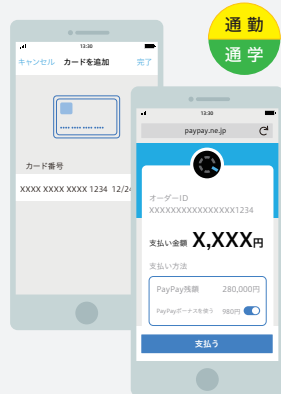 通勤
通学
13:30
キャンセル カードを追加 完了
•••• •••• •••• ••••
カード番号
XXXX XXXX XXXX 1234 12/24
13:30
paypay.ne.jp
オーダーID
XXXXXXXXXXXXXXXX1234
支払い金額 X,XXX円
支払い方法
PayPay残額 280,000円
PayPayボーナスを使う 980円
支払う